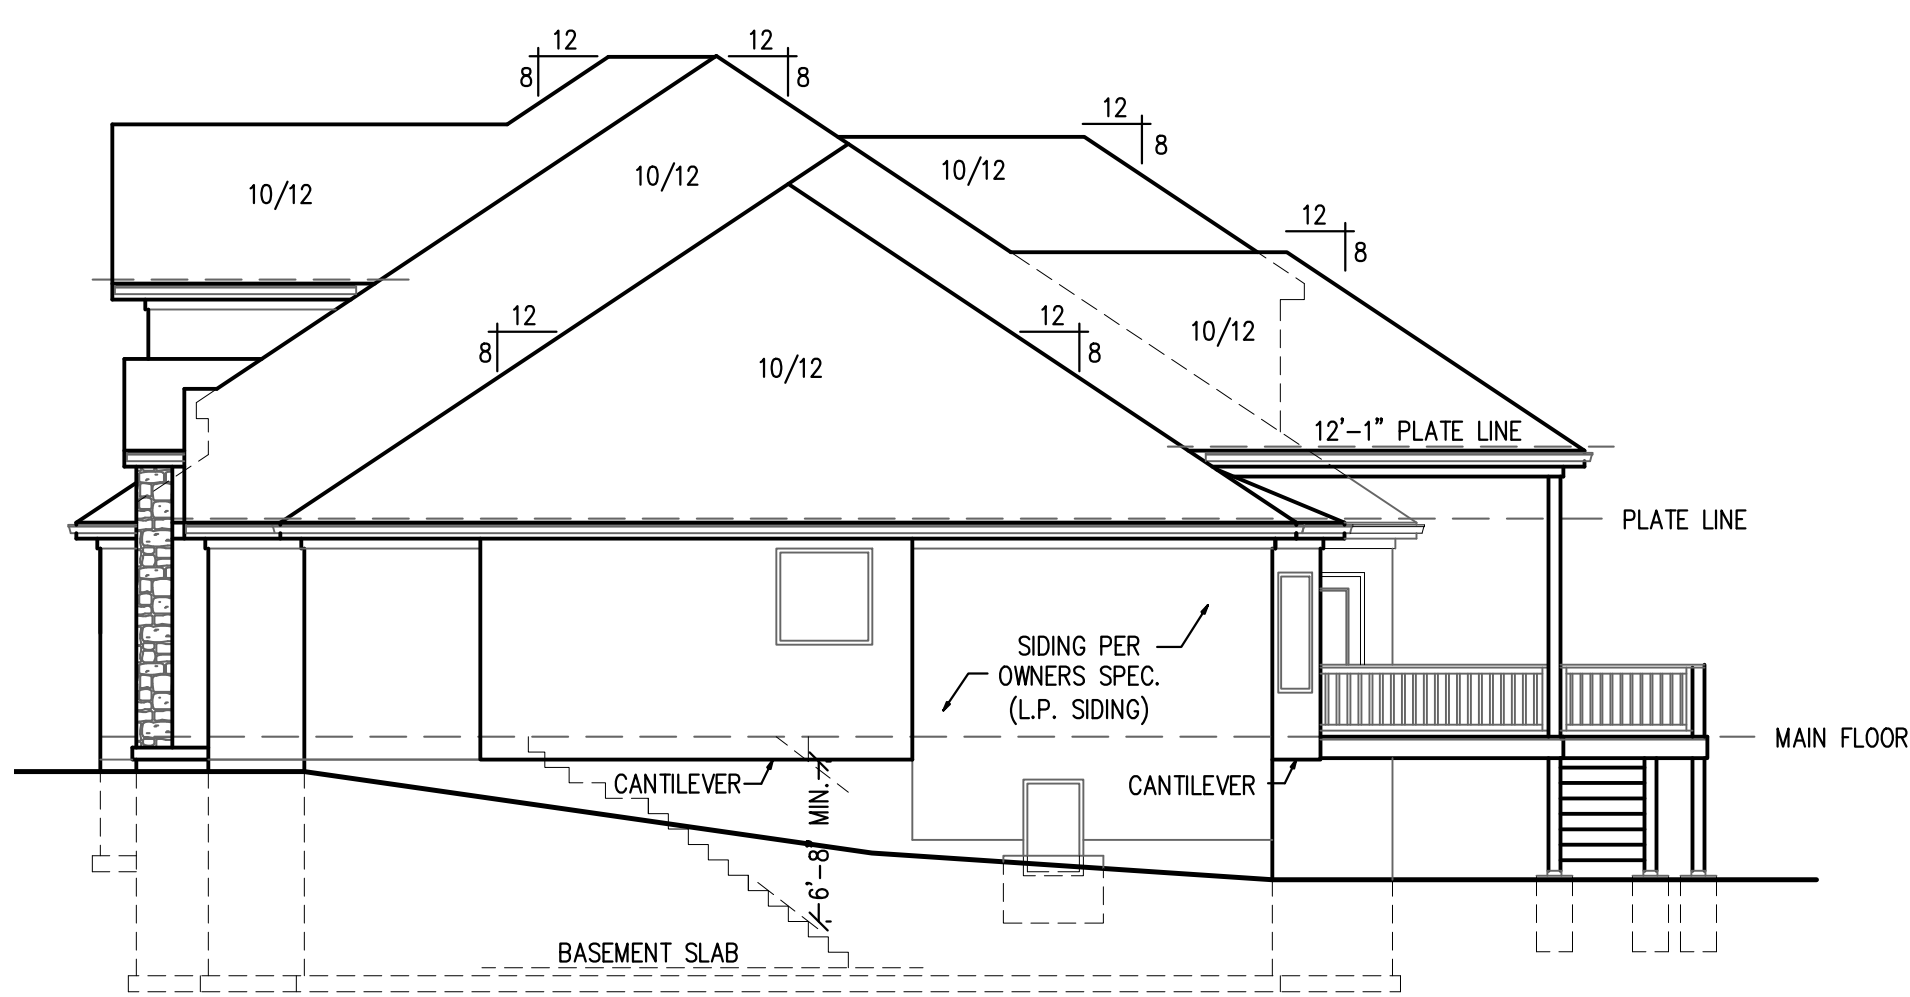 12
8
12
8
12
8
10/12
10/12
10/12
12
8
12
8
12
8
10/12
10/12
12'-1" PLATE LINE
PLATE LINE
SIDING PER
OWNERS SPEC.
(L.P. SIDING)
MAIN FLOOR
CANTILEVER
CANTILEVER
6'-8" MIN.
BASEMENT SLAB